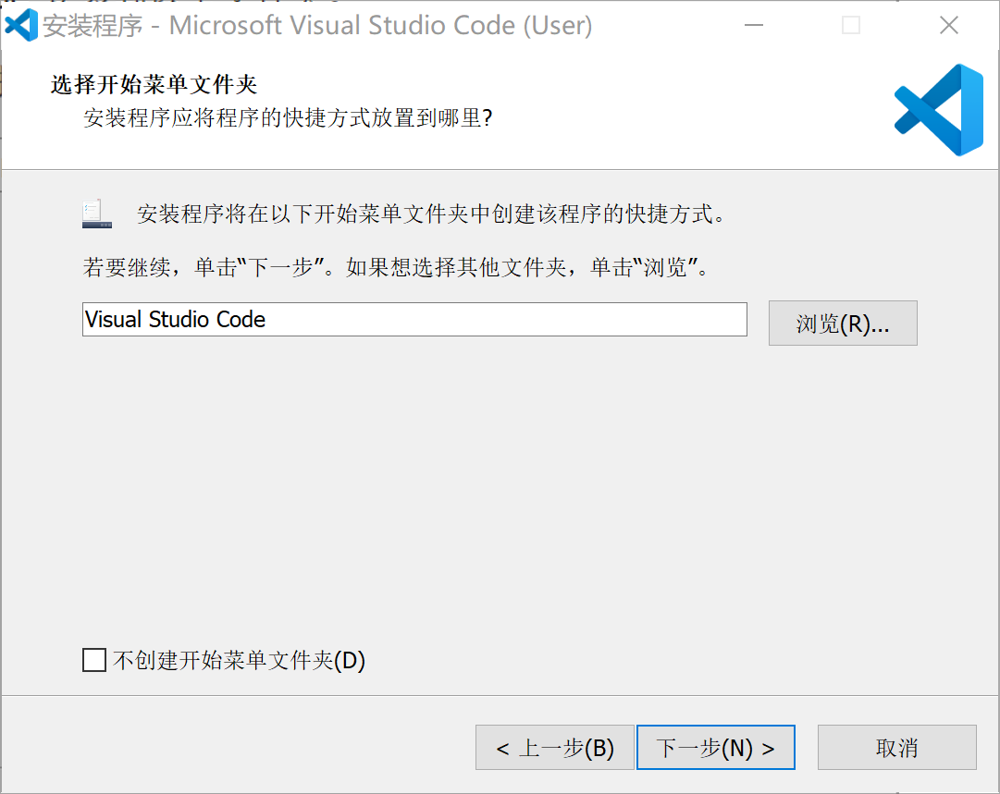 安装程序 - Microsoft Visual Studio Code (User)
选择开始菜单文件夹
安装程序应将程序的快捷方式放置到哪里?
安装程序将在以下开始菜单文件夹中创建该程序的快捷方式。
若要继续，单击“下一步”。如果想选择其他文件夹，单击“浏览”。
Visual Studio Code
浏览(R)...
不创建开始菜单文件夹(D)
< 上一步(B)
下一步(N) >
取消